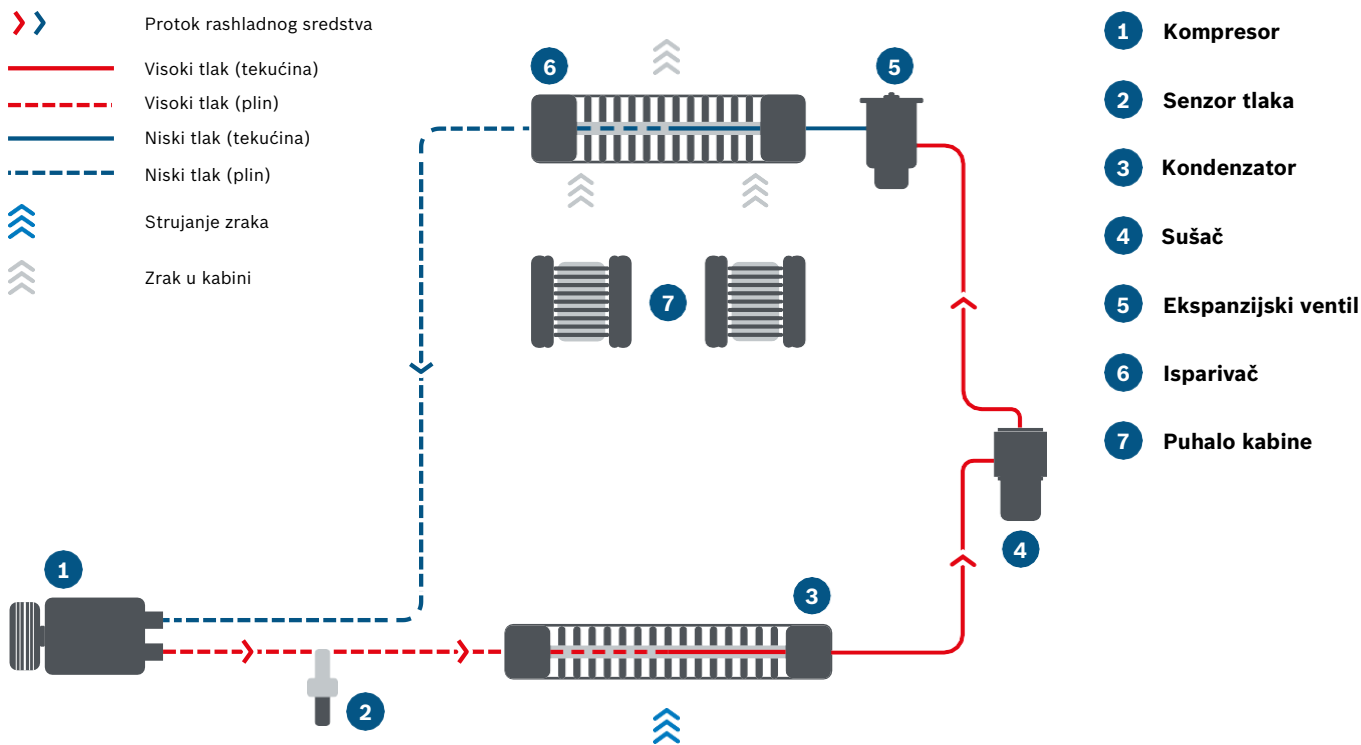 Protok rashladnog sredstva
Visoki tlak (tekućina)
Visoki tlak (plin)
Niski tlak (tekućina)
Niski tlak (plin)
Strujanje zraka
Zrak u kabini
1 Kompresor
2 Senzor tlaka
3 Kondenzator
4 Sušač
5 Ekspanzijski ventil
6 Isparivač
7 Puhalo kabine
6
5
7
4
1
3
2